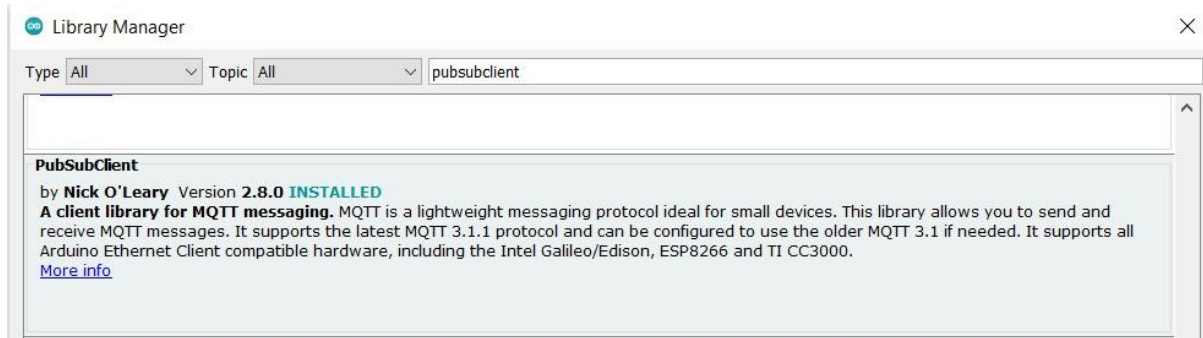 Library Manager
Type All Topic All pubsubclient
PubSubClient
by Nick O'Leary Version 2.8.0 INSTALLED
A client library for MQTT messaging. MQTT is a lightweight messaging protocol ideal for small devices. This library allows you to send and
receive MQTT messages. It supports the latest MQTT 3.1.1 protocol and can be configured to use the older MQTT 3.1 if needed. It supports all
Arduino Ethernet Client compatible hardware, including the Intel Galileo/Edison, ESP8266 and TI CC3000.
More info